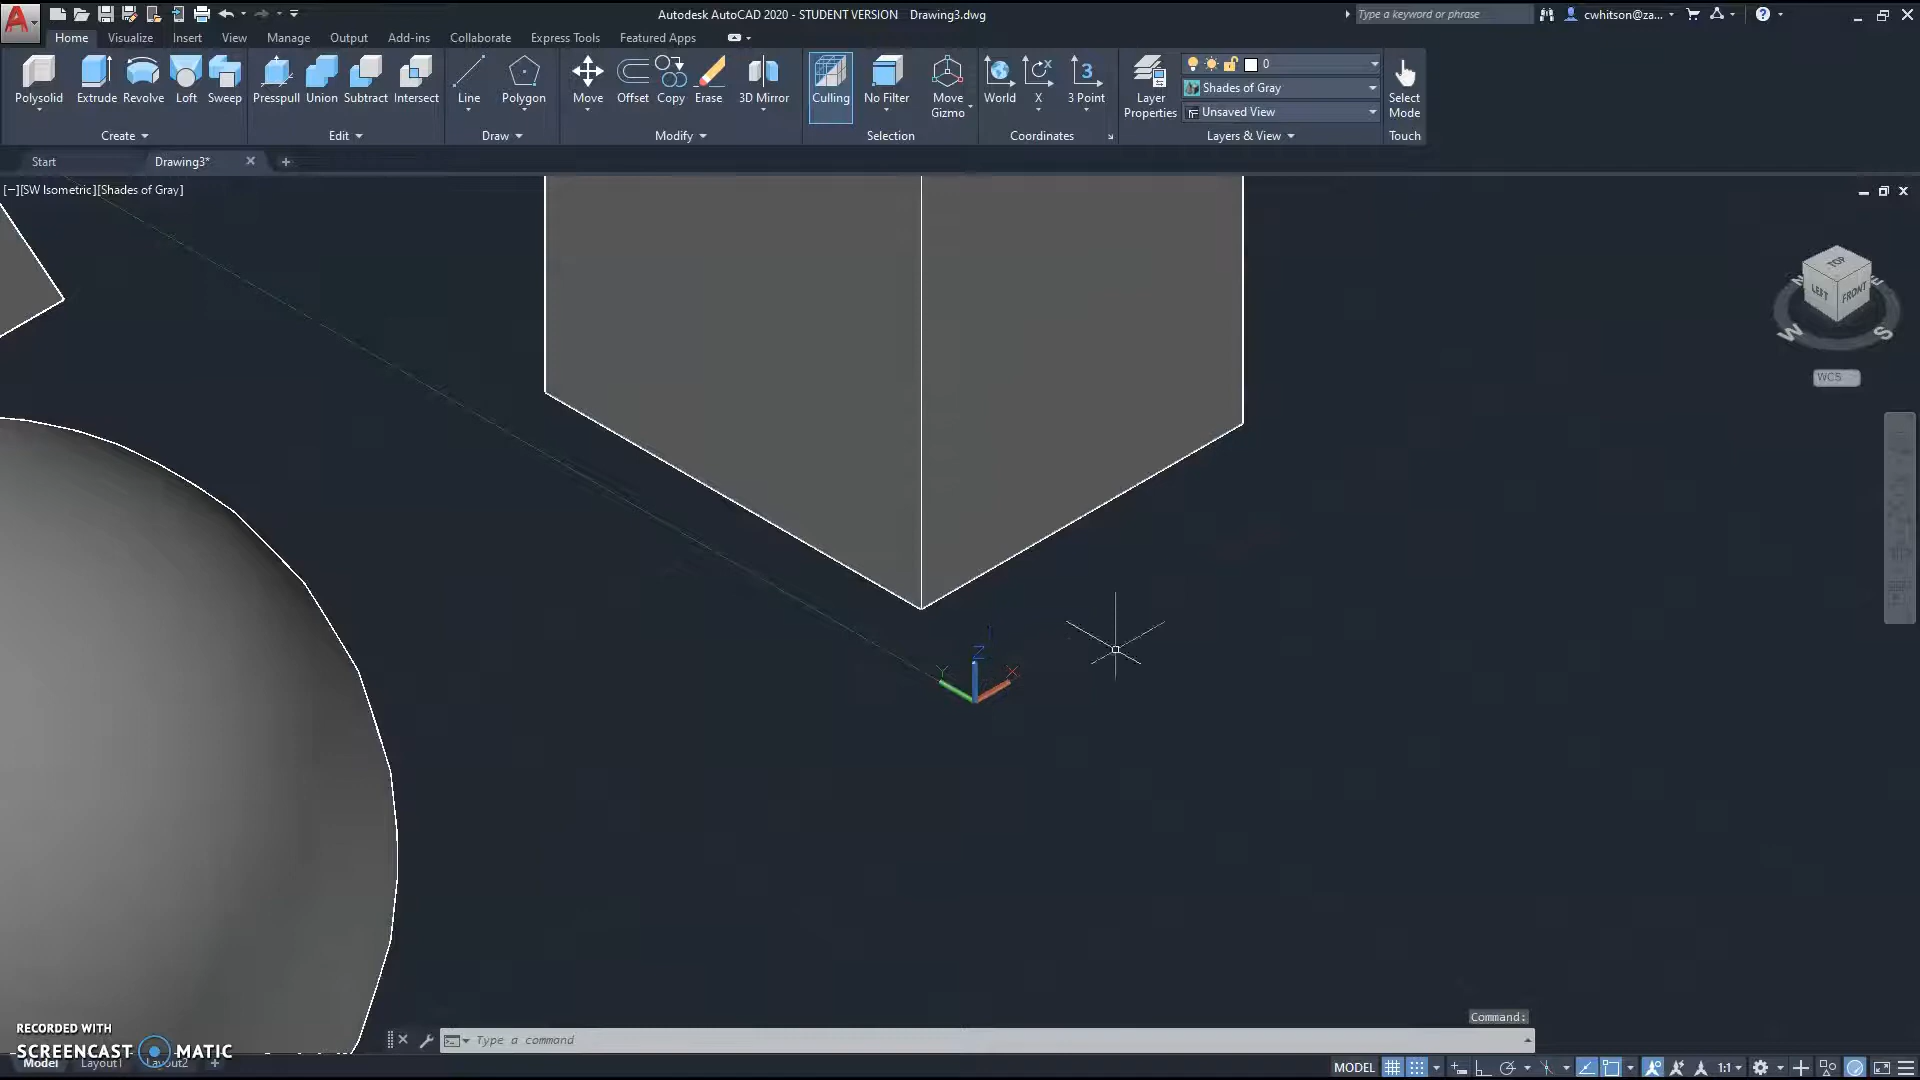 Autodesk AutoCAD 2020 - STUDENT VERSION Drawing3.dwg
Type a keyword or phrase
cwhitson@za...
Home Visualize Insert View Manage Output Add-ins Collaborate Express Tools Featured Apps
Polysolid Extrude Revolve Loft Sweep
Presspull Union Subtract Intersect
Line Polygon
Move Offset Copy Erase 3D Mirror
Culling No Filter Move Gizmo
World X 3 Point
Layer Properties
0
Shades of Gray
Unsaved View
Select Mode
Create Edit Draw Modify Selection Coordinates Layers & View Touch
Start Drawing3* +
[−][SW Isometric][Shades of Gray]
TOP
LEFT FRONT
N E
W S
WCS
Z
Y X
Command:
Type a command
RECORDED WITH
SCREENCAST MATIC
Model Layout1 Layout2 +
MODEL 1:1